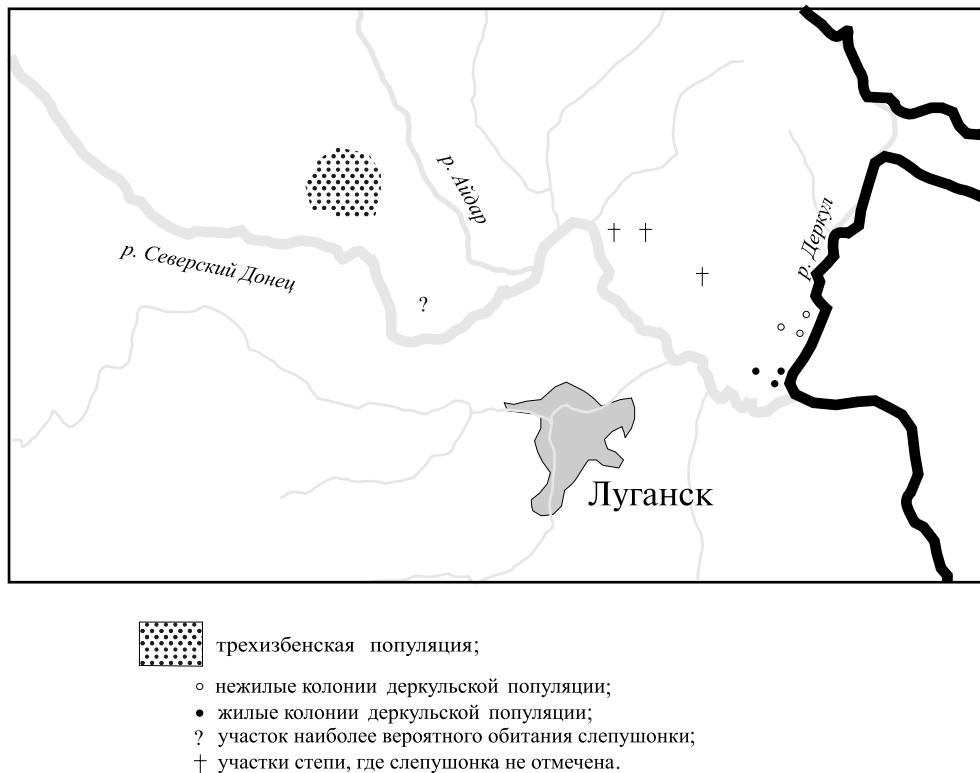 р. Айдар
р. Деркул
р. Северский Донец
?
Луганск
трехизбенская популяция;
нежилые колонии деркульской популяции;
жилые колонии деркульской популяции;
? участок наиболее вероятного обитания слепушонки;
† участки степи, где слепушонка не отмечена.